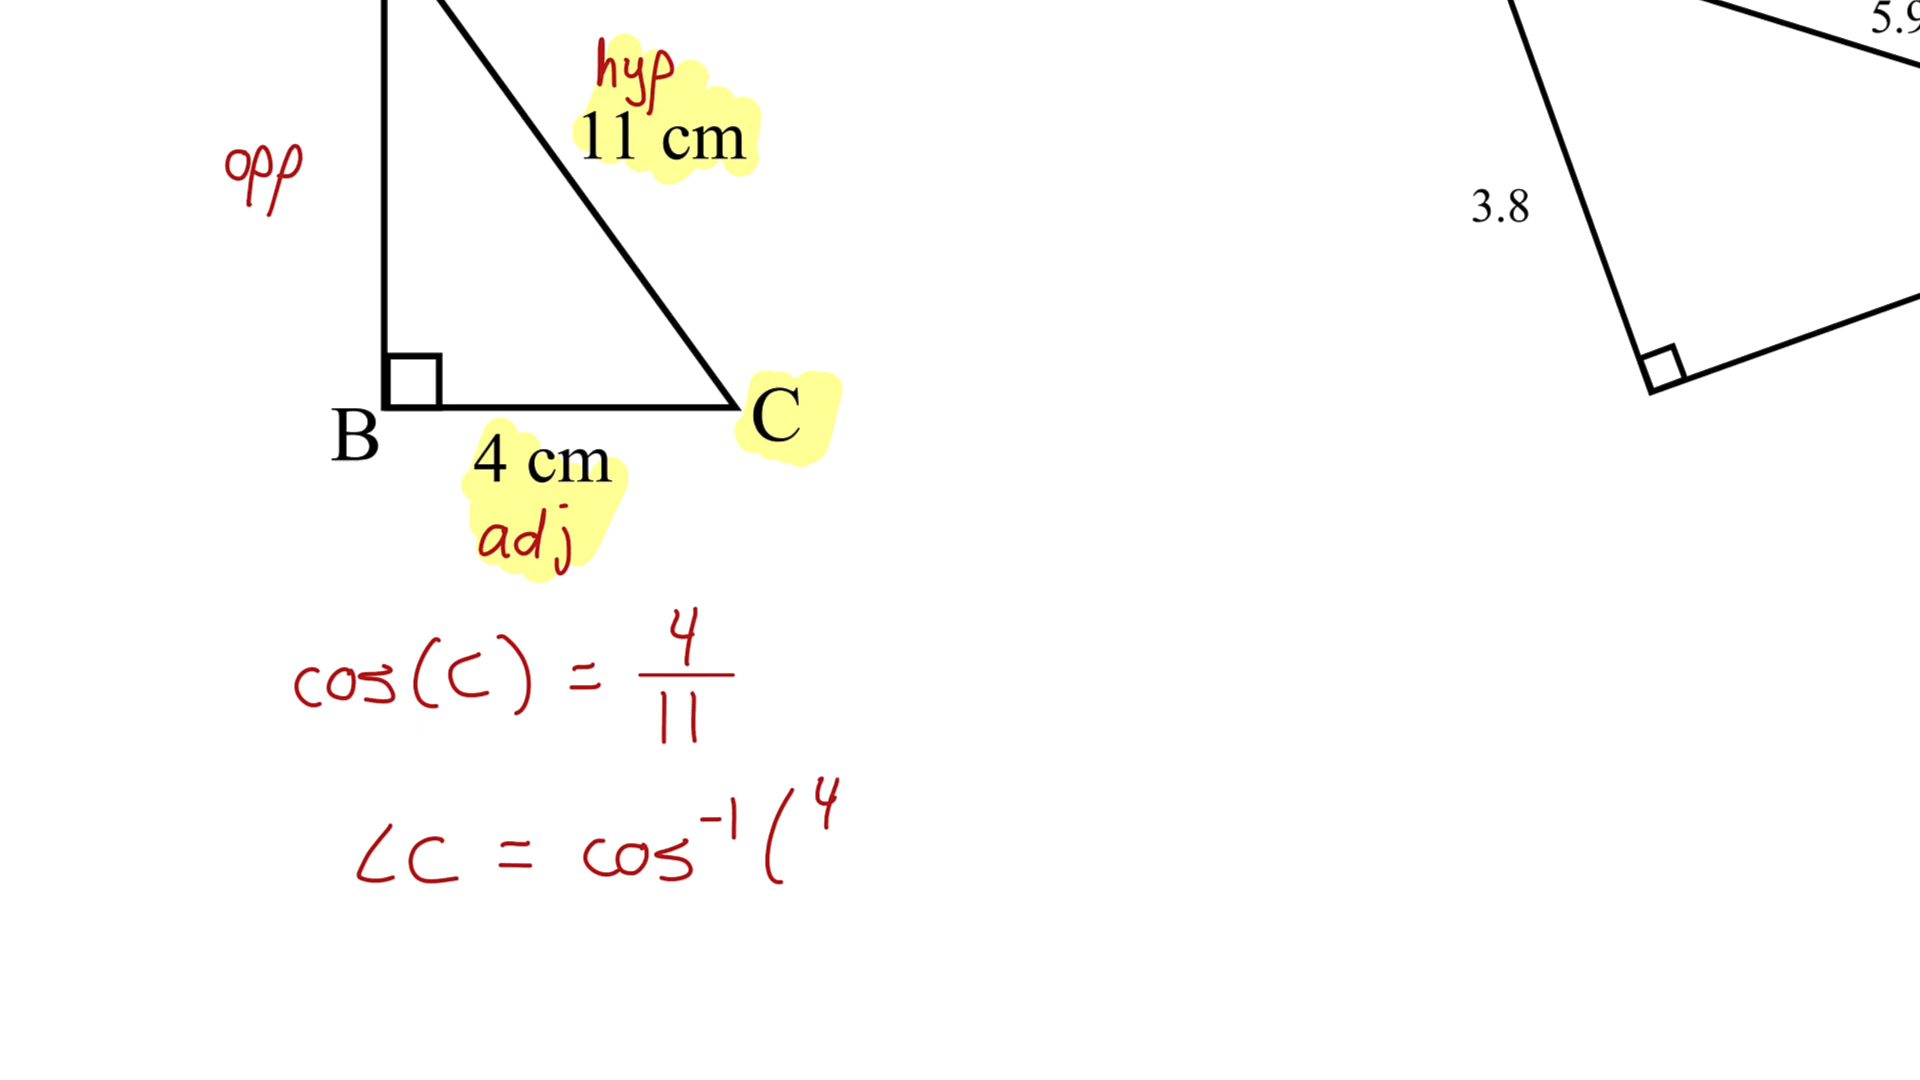 hyp
11 cm
opp
B
C
4 cm
adj
cos(C) = 4/11
∠C = cos⁻¹(4
5.9
3.8